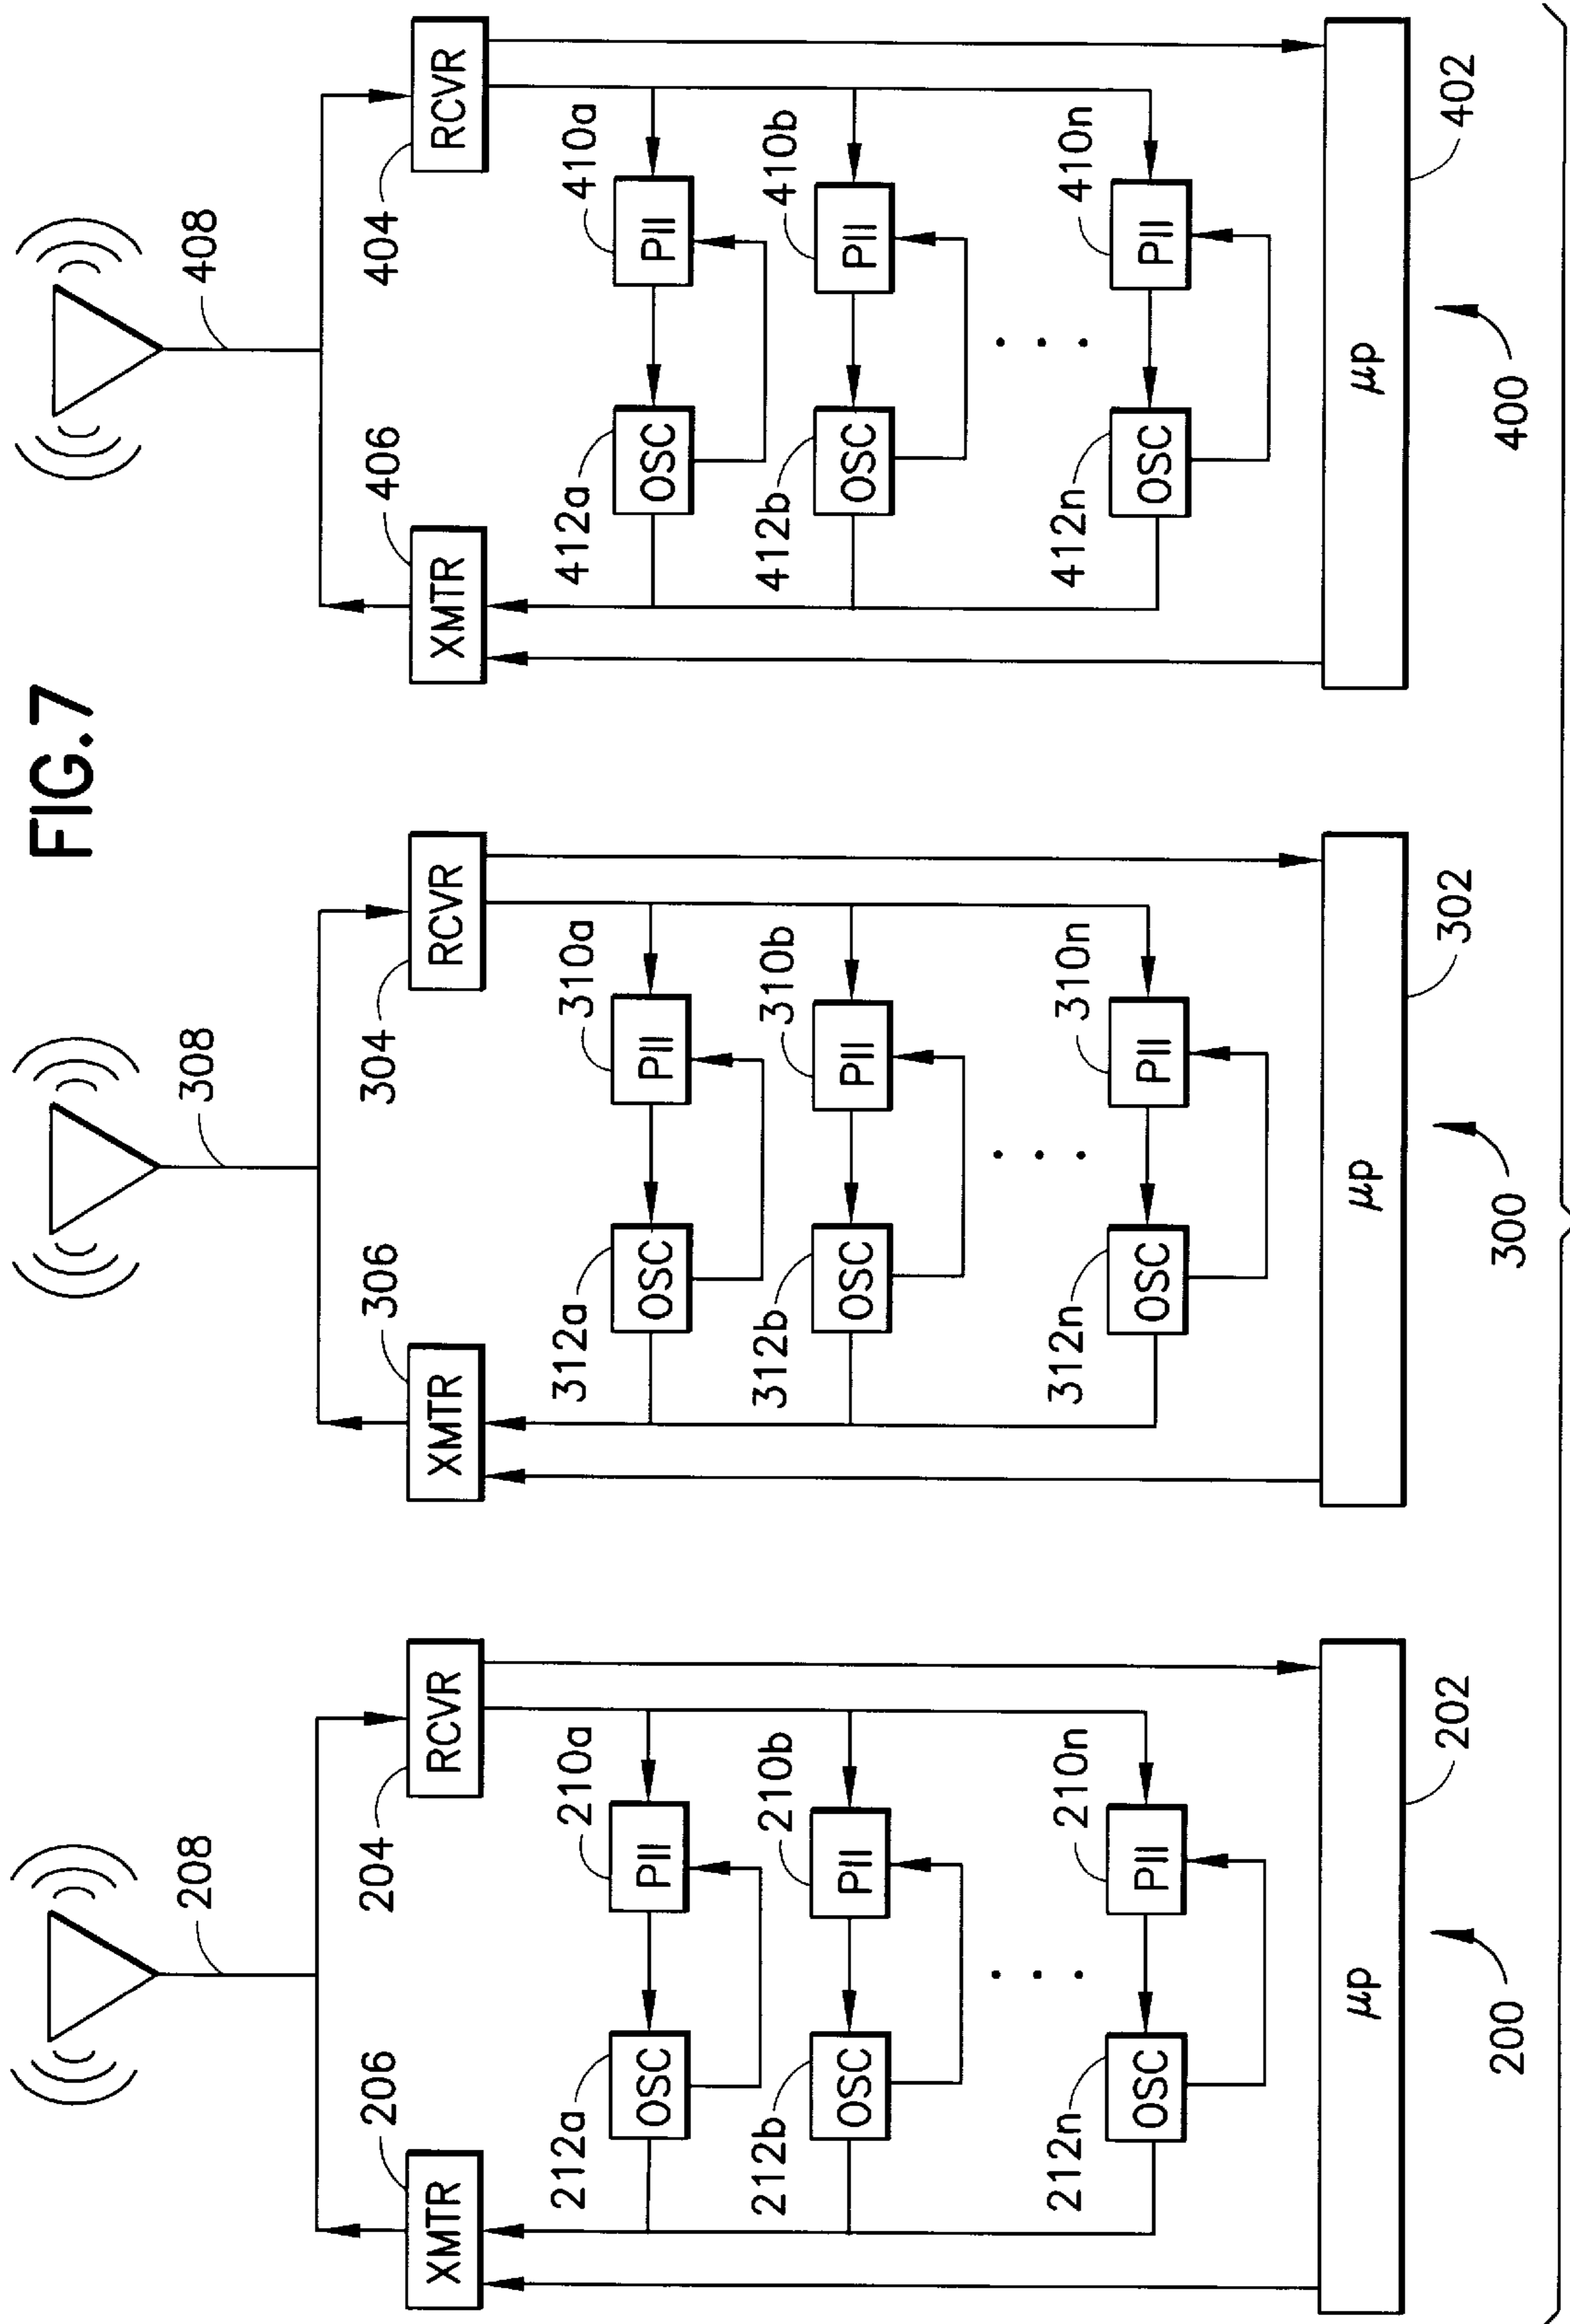 FIG.7
208
206
XMTR
204
RCVR
212a
OSC
210a
PII
212b
OSC
210b
PII
. . .
212n
OSC
210n
PII
μp
202
200
308
306
XMTR
304
RCVR
312a
OSC
310a
PII
312b
OSC
310b
PII
. . .
312n
OSC
310n
PII
μp
302
300
408
406
XMTR
404
RCVR
412a
OSC
410a
PII
412b
OSC
410b
PII
. . .
412n
OSC
410n
PII
μp
402
400